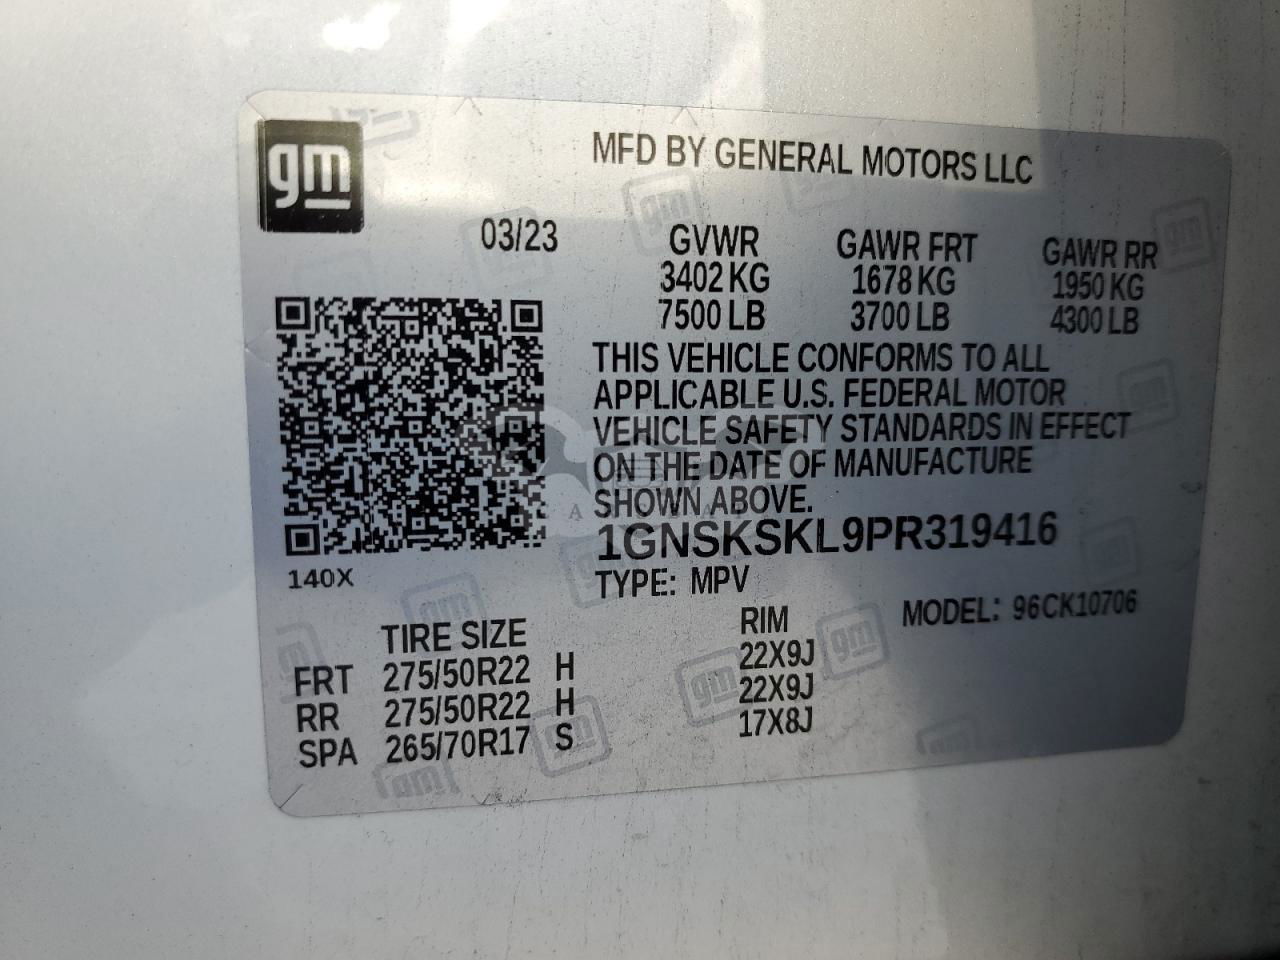 gm
MFD BY GENERAL MOTORS LLC
03/23
GVWR GAWR FRT GAWR RR
3402 KG 1678 KG 1950 KG
7500 LB 3700 LB 4300 LB
THIS VEHICLE CONFORMS TO ALL
APPLICABLE U.S. FEDERAL MOTOR
VEHICLE SAFETY STANDARDS IN EFFECT
ON THE DATE OF MANUFACTURE
SHOWN ABOVE.
1GNSKSKL9PR319416
140X
TYPE: MPV
MODEL: 96CK10706
TIRE SIZE RIM
FRT 275/50R22 H 22X9J
RR 275/50R22 H 22X9J
SPA 265/70R17 S 17X8J